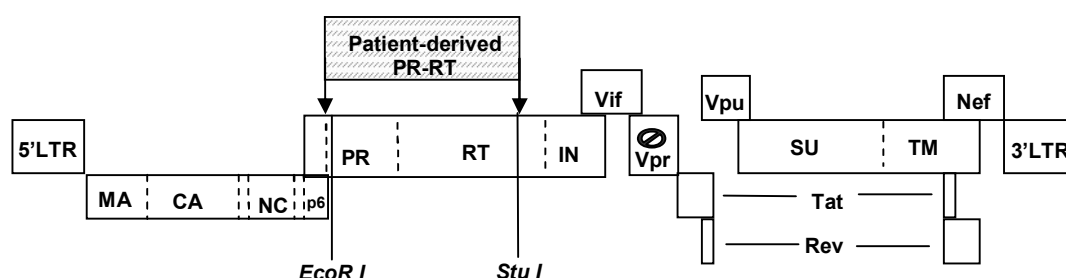 Patient-derived
PR-RT
Vif
Vpu
Nef
5'LTR
PR
RT
IN
Vpr
SU
TM
3'LTR
MA
CA
NC
p6
Tat
Rev
EcoR I
Stu I